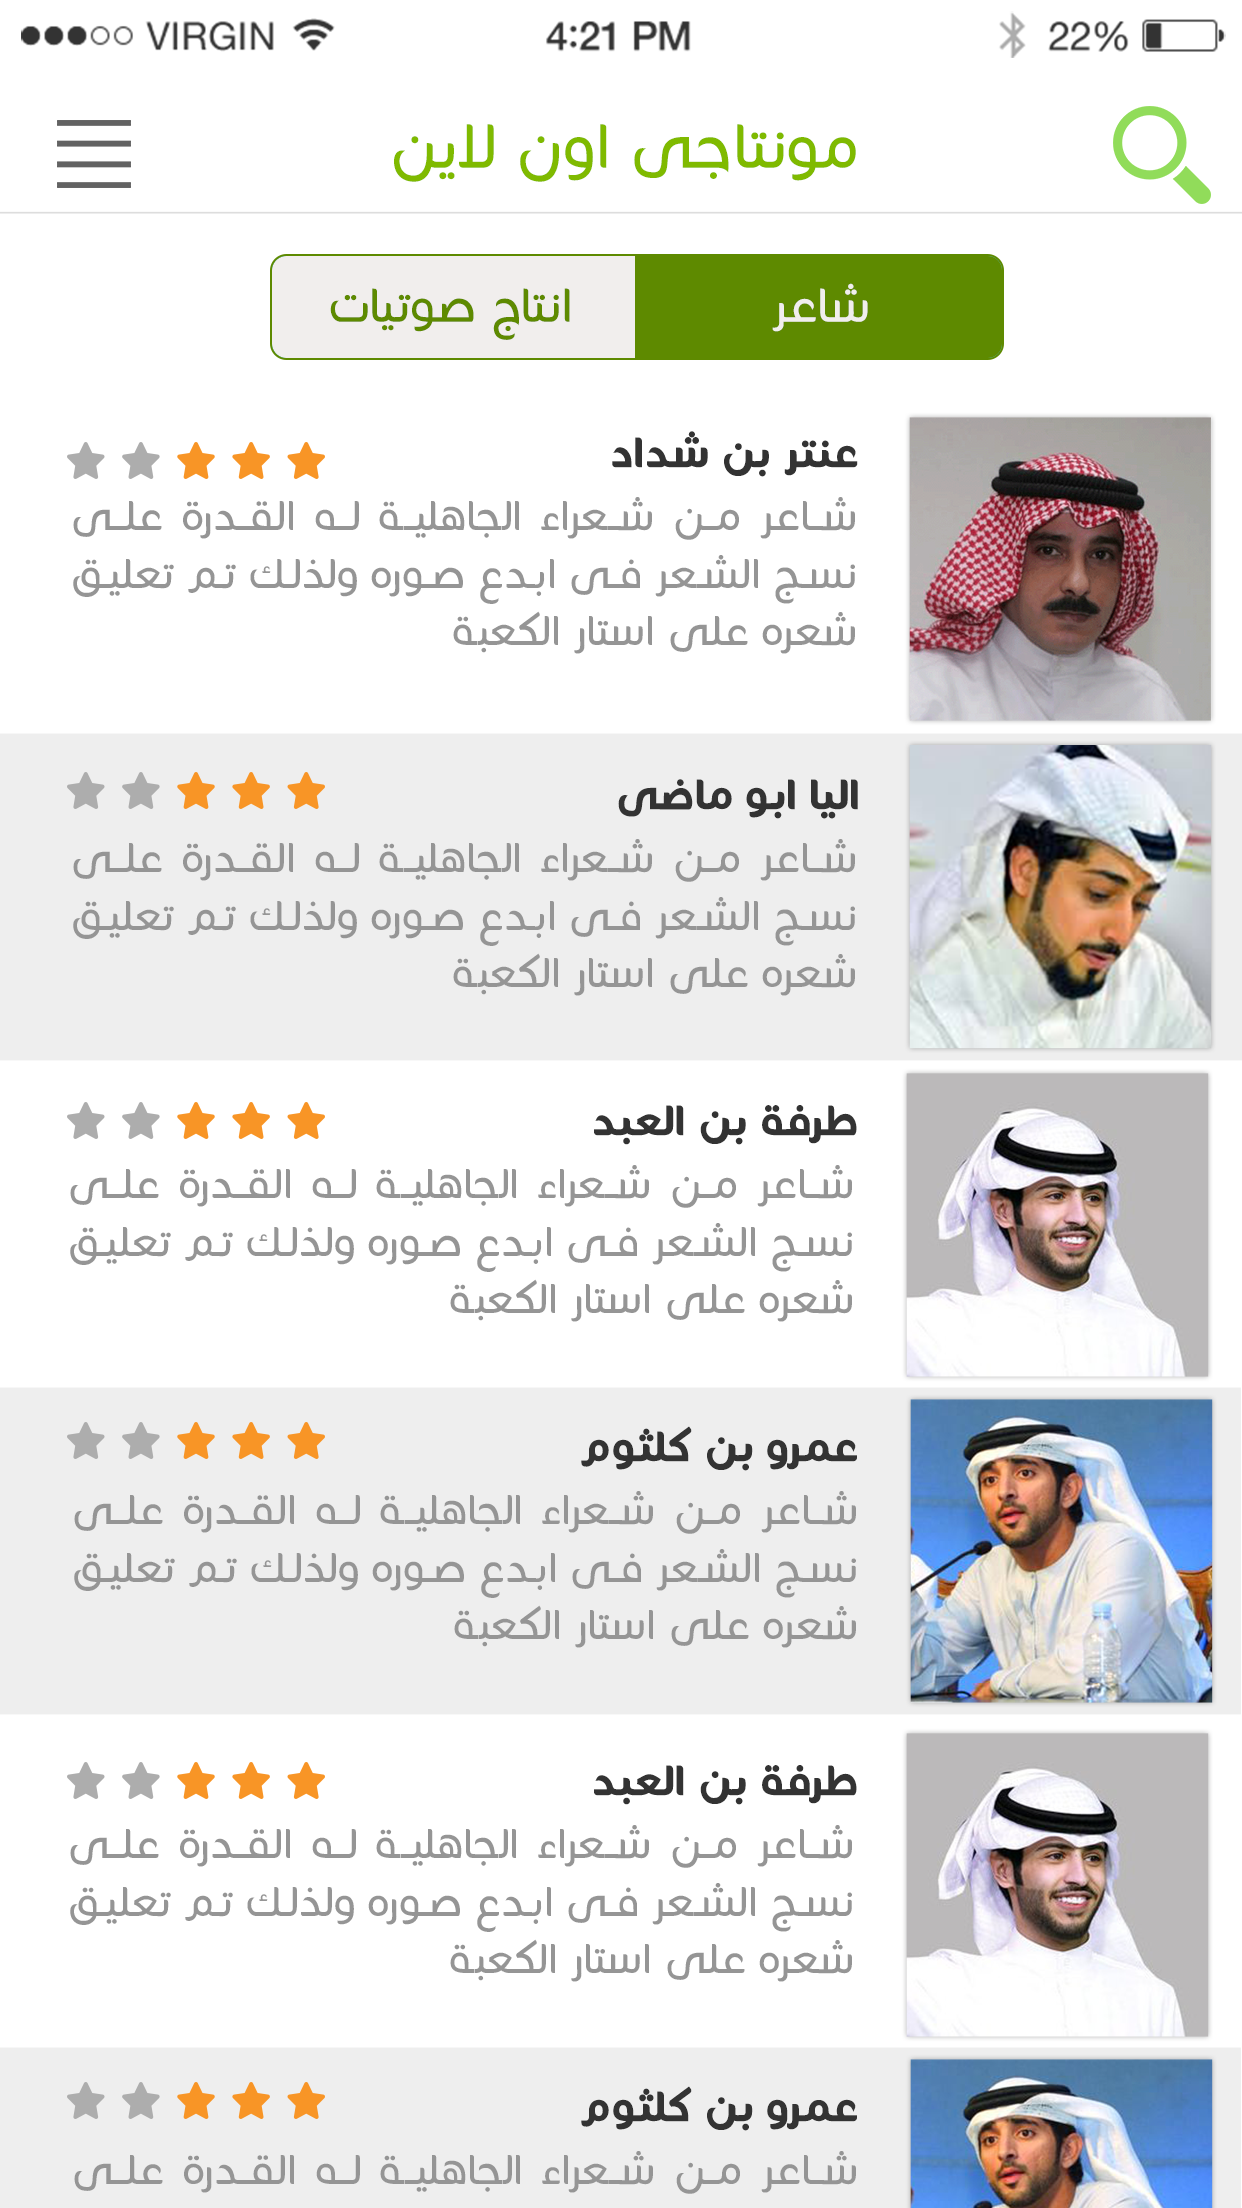 VIRGIN 4:21 PM 22%
مونتاجى اون لاين
شاعر انتاج صوتيات
عنتر بن شداد
شاعر من شعراء الجاهلية له القدرة على
نسج الشعر فى ابدع صوره ولذلك تم تعليق
شعره على استار الكعبة
اليا ابو ماضى
شاعر من شعراء الجاهلية له القدرة على
نسج الشعر فى ابدع صوره ولذلك تم تعليق
شعره على استار الكعبة
طرفة بن العبد
شاعر من شعراء الجاهلية له القدرة على
نسج الشعر فى ابدع صوره ولذلك تم تعليق
شعره على استار الكعبة
عمرو بن كلثوم
شاعر من شعراء الجاهلية له القدرة على
نسج الشعر فى ابدع صوره ولذلك تم تعليق
شعره على استار الكعبة
طرفة بن العبد
شاعر من شعراء الجاهلية له القدرة على
نسج الشعر فى ابدع صوره ولذلك تم تعليق
شعره على استار الكعبة
عمرو بن كلثوم
شاعر من شعراء الجاهلية له القدرة على